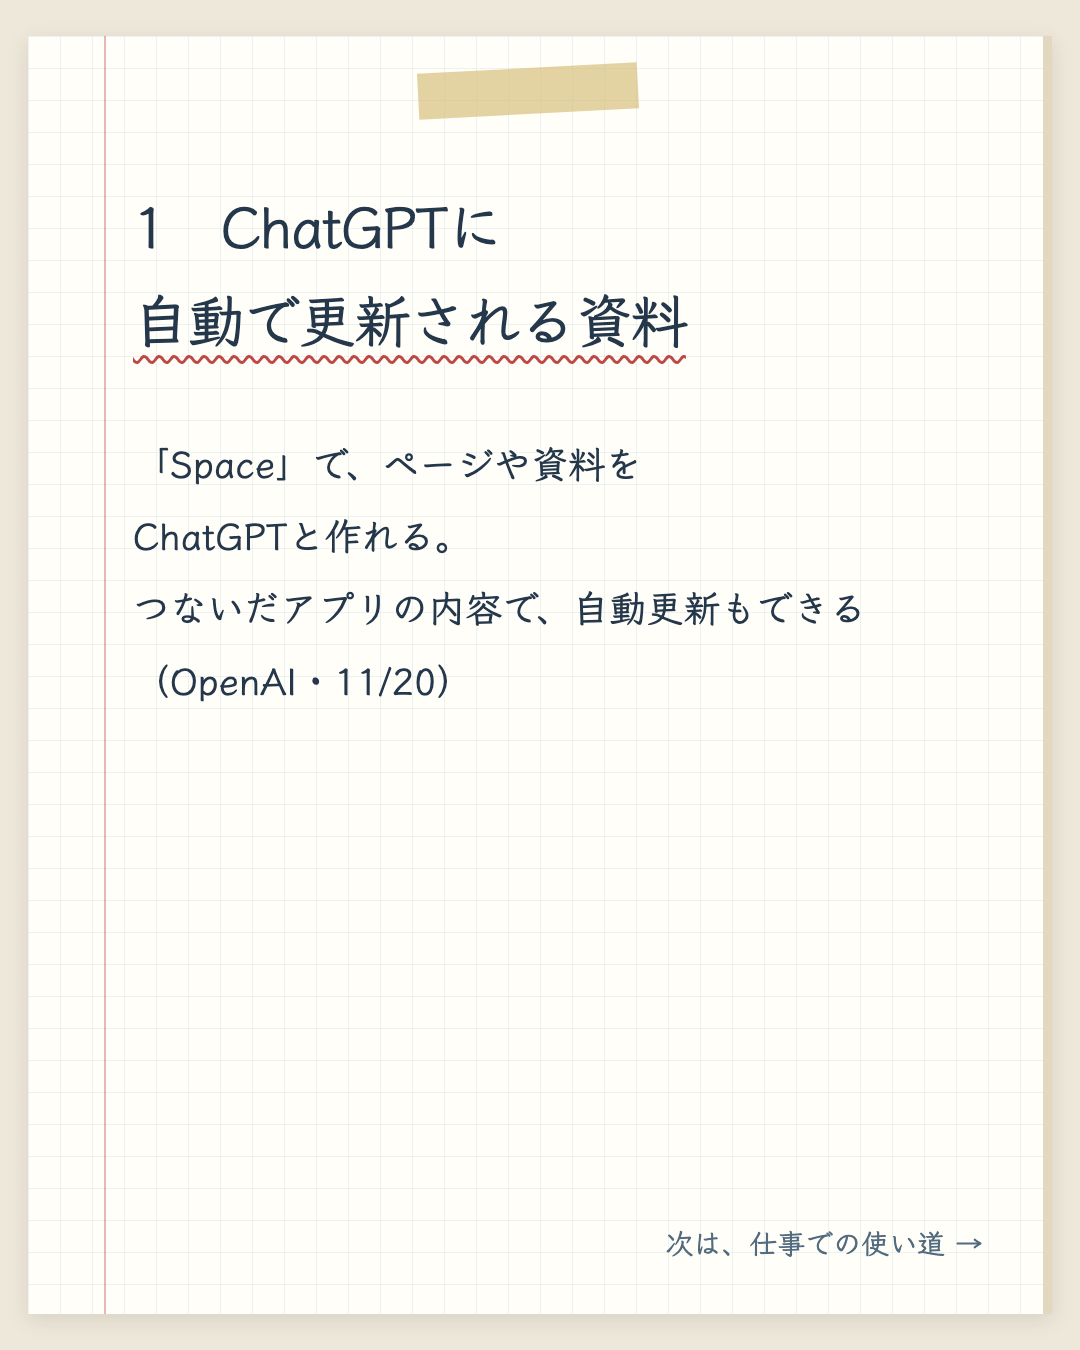 1　ChatGPTに
自動で更新される資料
「Space」で、ページや資料を
ChatGPTと作れる。
つないだアプリの内容で、自動更新もできる
（OpenAI・11/20）
次は、仕事での使い道 →